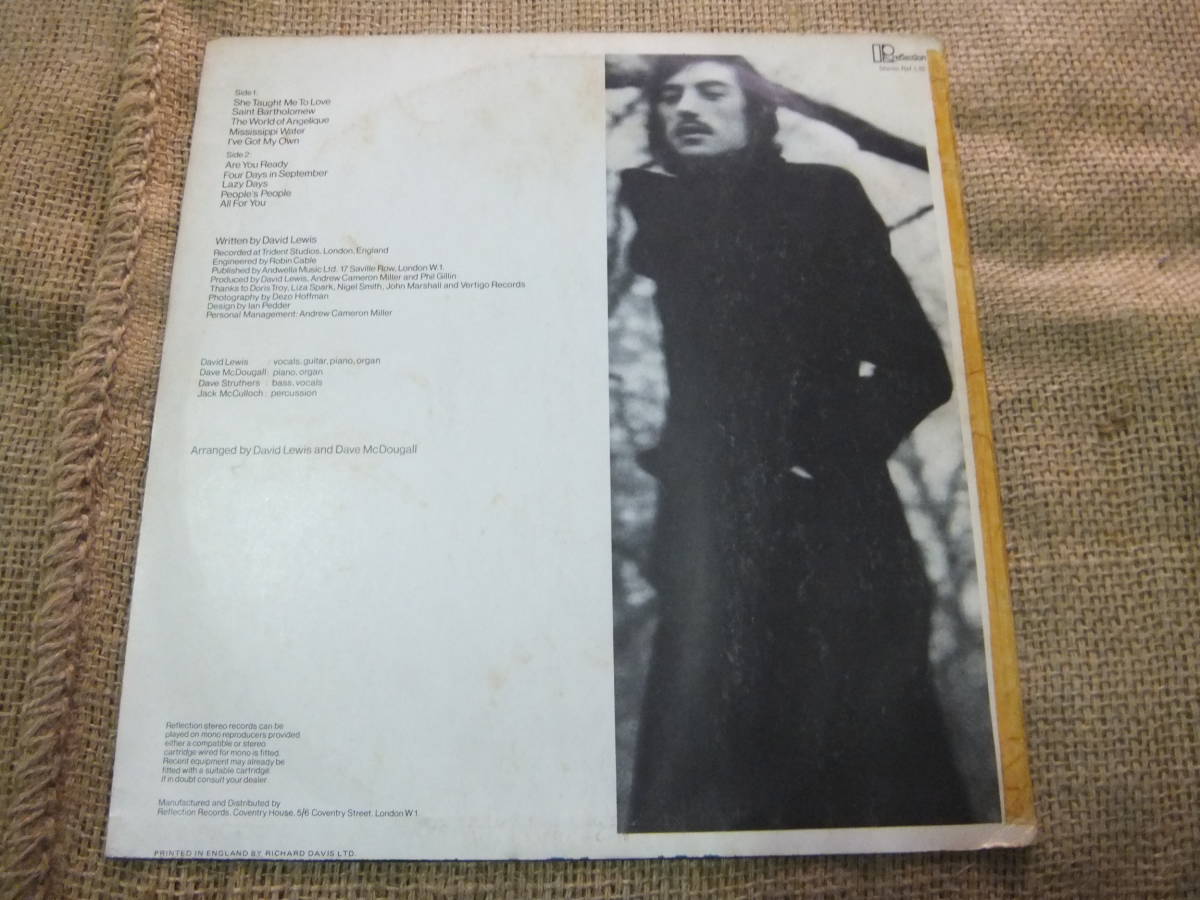 Reflection
Stereo Ref
Side 1:
She Taught Me To Love
Saint Bartholomew
The World of Angelique
Mississippi Water
I've Got My Own
Side 2:
Are You Ready
Four Days in September
Lazy Days
People's People
All For You
Written by David Lewis
Recorded at Trident Studios, London, England
Engineered by Robin Cable
Published by Andwella Music Ltd, 17 Saville Row, London W1.
Produced by David Lewis, Andrew Cameron Miller and Phil Gillin
Thanks to Doris Troy, Liza Spark, Nigel Smith, John Marshall and Vertigo Records
Photography by Dezo Hoffman
Design by Ian Pedder
Personal Management: Andrew Cameron Miller
David Lewis : vocals, guitar, piano, organ
Dave McDougall : piano, organ
Dave Struthers : bass, vocals
Jack McCulloch : percussion
Arranged by David Lewis and Dave McDougall
Reflection stereo records can be
played on mono reproducers provided
either a compatible or stereo
cartridge wired for mono is fitted.
Recent equipment may already be
fitted with a suitable cartridge.
If in doubt consult your dealer.
Manufactured and Distributed by
Reflection Records, Coventry House, 5/6 Coventry Street, London W1.
PRINTED IN ENGLAND BY RICHARD DAVIS LTD.